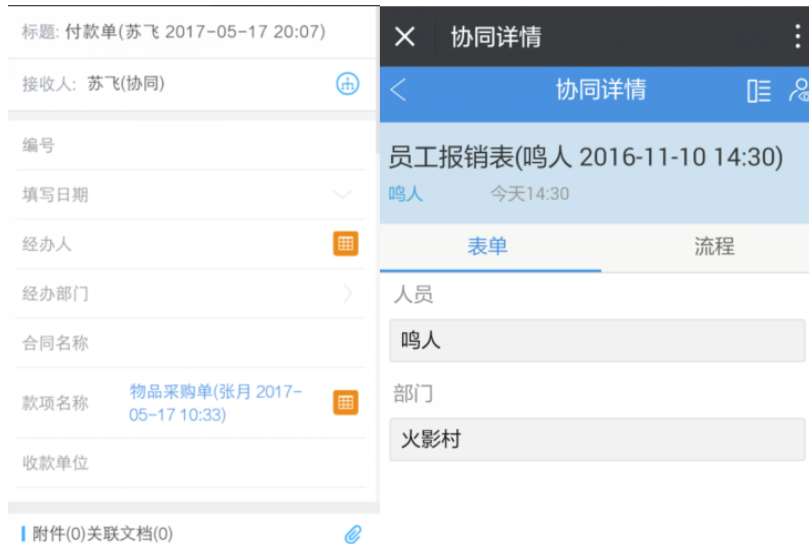 标题: 付款单(苏飞 2017-05-17 20:07)
接收人: 苏飞(协同)
编号
填写日期
经办人
经办部门
合同名称
款项名称
物品采购单(张月 2017-
05-17 10:33)
收款单位
附件(0)关联文档(0)
协同详情
协同详情
员工报销表(鸣人 2016-11-10 14:30)
鸣人 今天14:30
表单 流程
人员
鸣人
部门
火影村